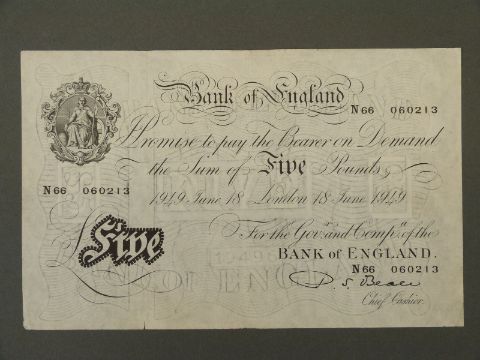 Bank of England
N66 060213
I Promise to pay the Bearer on Demand
the Sum of Five Pounds
N66 060213
1949 June 18 London 18 June 1949
For the Govr. and Compa. of the
Five
BANK OF ENGLAND.
N66 060213
P. S. Beale
Chief Cashier.